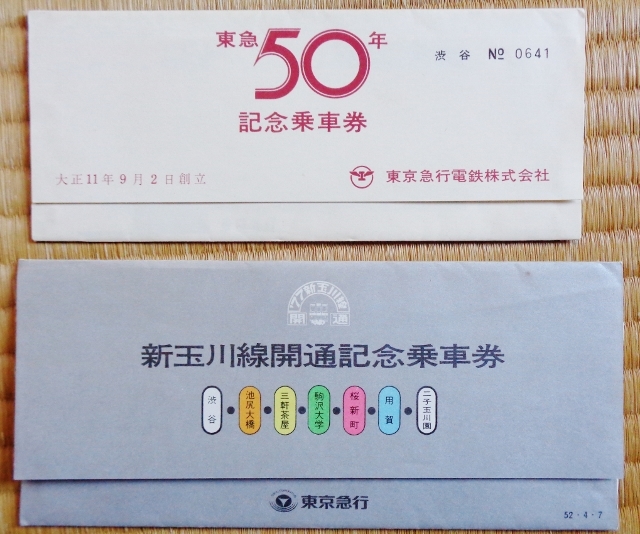 東急50年
渋谷 № 0641
記念乗車券
大正11年9月2日創立
東京急行電鉄株式会社
'77新玉川線
開通
新玉川線開通記念乗車券
渋谷・池尻大橋・三軒茶屋・駒沢大学・桜新町・用賀・二子玉川園
東京急行
52・4・7